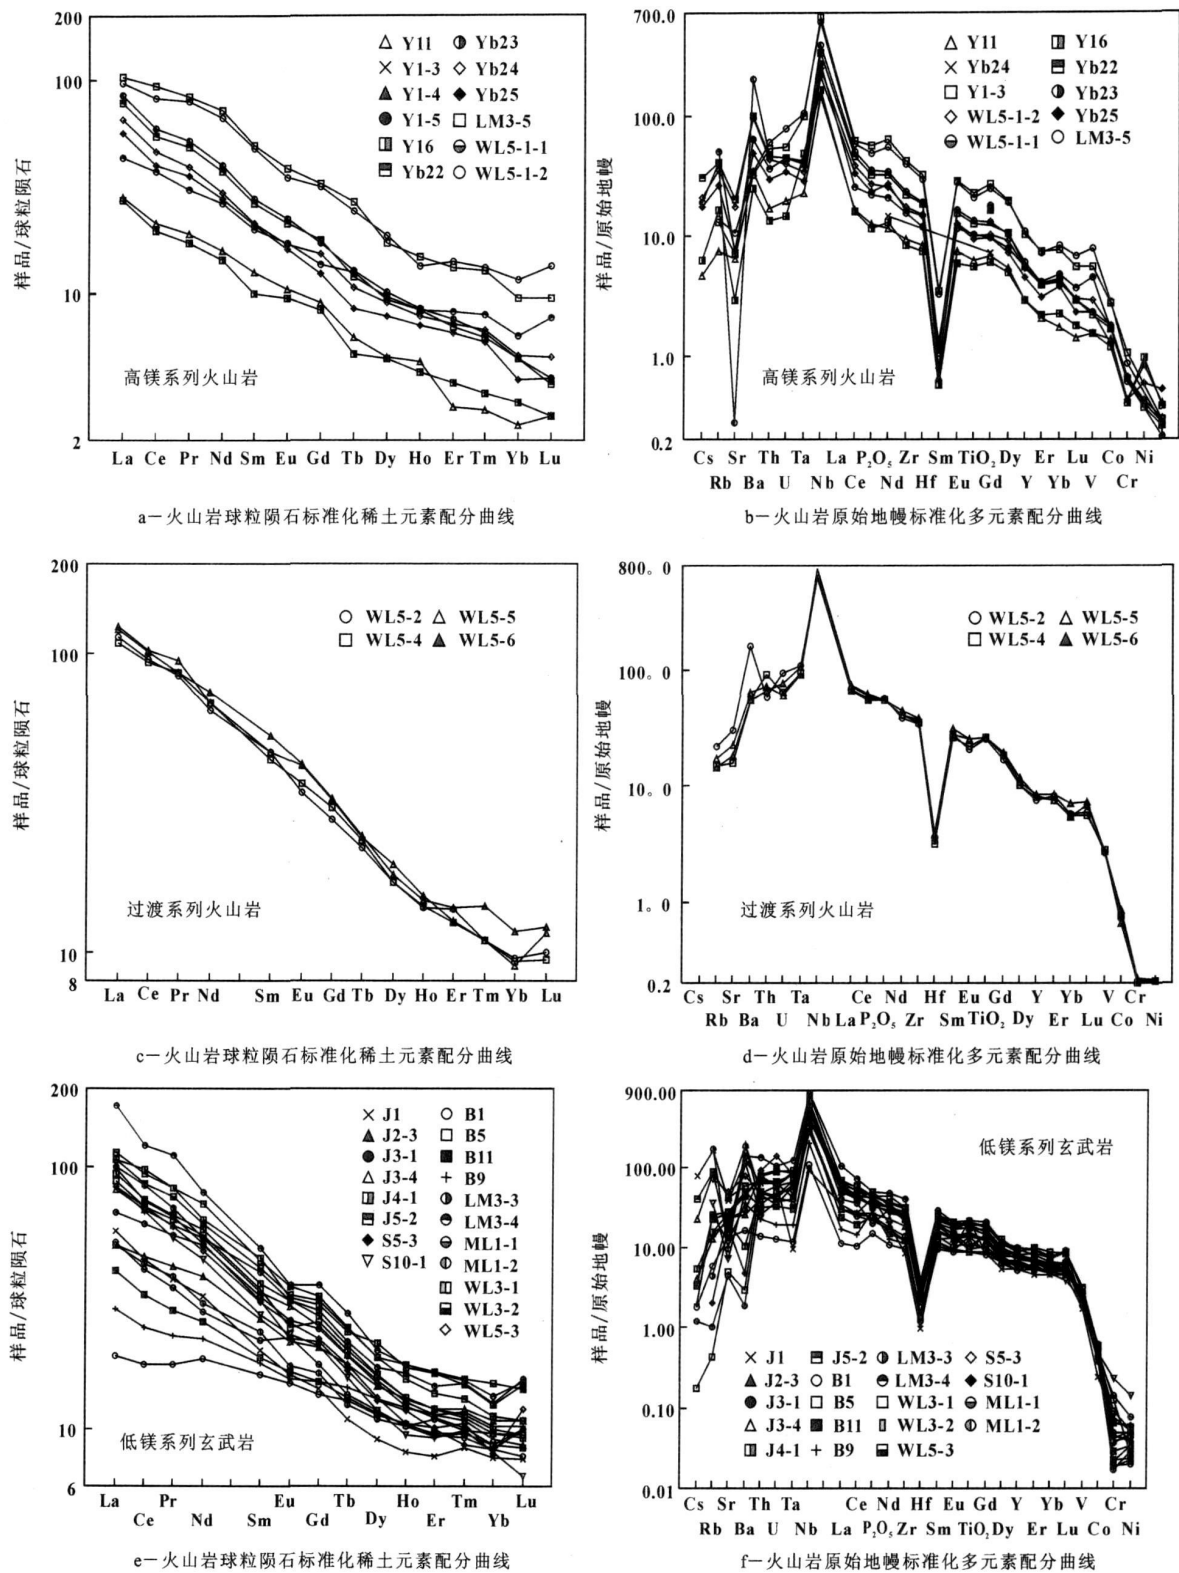 200
100
10
2
样品/球粒陨石
Y11
Y1-3
Y1-4
Y1-5
Y16
Yb22
Yb23
Yb24
Yb25
LM3-5
WL5-1-1
WL5-1-2
高镁系列火山岩
La Ce Pr Nd Sm Eu Gd Tb Dy Ho Er Tm Yb Lu
a—火山岩球粒陨石标准化稀土元素配分曲线
700.0
100.0
10.0
1.0
0.2
样品/原始地幔
Y11
Yb24
Y1-3
WL5-1-2
WL5-1-1
Y16
Yb22
Yb23
Yb25
LM3-5
高镁系列火山岩
Cs Sr Th Ta La P₂O₅ Zr Sm TiO₂ Dy Er Lu Co Ni
Rb Ba U Nb Ce Nd Hf Eu Gd Y Yb V Cr
b—火山岩原始地幔标准化多元素配分曲线
200
100
10
8
样品/球粒陨石
WL5-2 WL5-5
WL5-4 WL5-6
过渡系列火山岩
La Ce Pr Nd Sm Eu Gd Tb Dy Ho Er Tm Yb Lu
c—火山岩球粒陨石标准化稀土元素配分曲线
800。0
100。0
10。0
1。0
0.2
样品/原始地幔
WL5-2 WL5-5
WL5-4 WL5-6
过渡系列火山岩
Cs Sr Th Ta Ce Nd Hf Eu Gd Y Yb V Cr
Rb Ba U Nb La P₂O₅ Zr Sm TiO₂ Dy Er Lu Co Ni
d—火山岩原始地幔标准化多元素配分曲线
200
100
10
6
样品/球粒陨石
J1
J2-3
J3-1
J3-4
J4-1
J5-2
S5-3
S10-1
B1
B5
B11
B9
LM3-3
LM3-4
ML1-1
ML1-2
WL3-1
WL3-2
WL5-3
低镁系列玄武岩
La Pr Eu Tb Ho Tm Lu
Ce Nd Sm Gd Dy Er Yb
e—火山岩球粒陨石标准化稀土元素配分曲线
900.00
100.00
10.00
1.00
0.10
0.01
样品/原始地幔
低镁系列玄武岩
J1 J5-2 LM3-3 S5-3
J2-3 B1 LM3-4 S10-1
J3-1 B5 WL3-1 ML1-1
J3-4 B11 WL3-2 ML1-2
J4-1 B9 WL5-3
Cs Sr Th Ta Ce Nd Hf Eu Gd Y Yb V Cr
Rb Ba U Nb La P₂O₅ Zr Sm TiO₂ Dy Er Lu Co Ni
f—火山岩原始地幔标准化多元素配分曲线